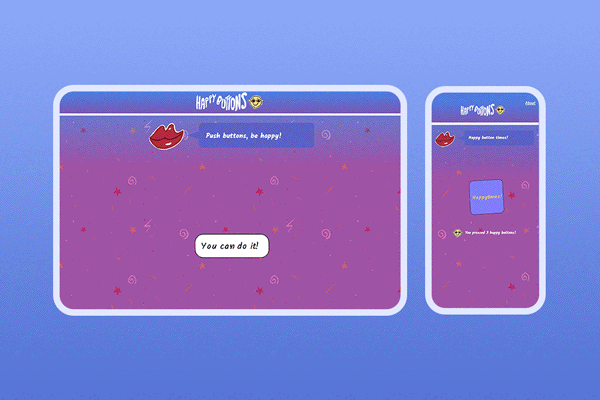 HAPPY BUTTONS
Push buttons, be happy!
You can do it!
About
HAPPY BUTTONS
Happy button times!
Happytimes!
You pressed 3 happy buttons!